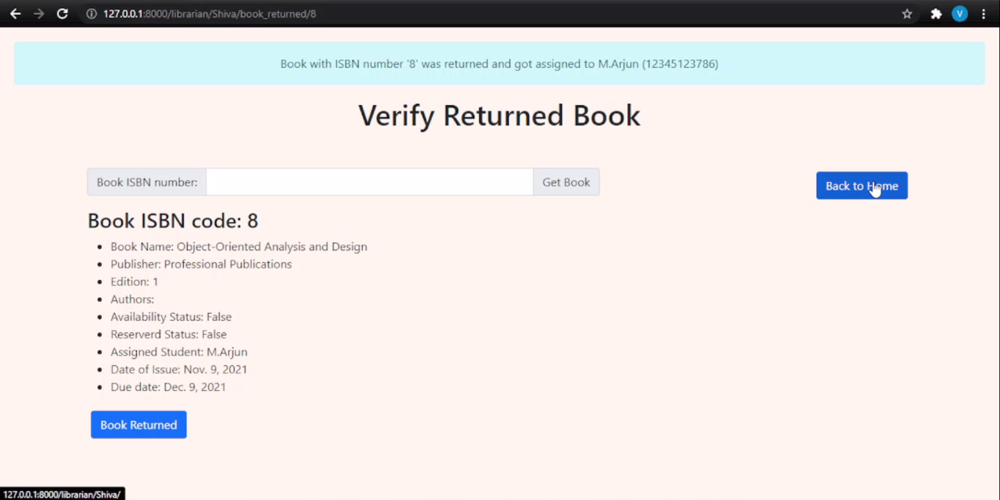 127.0.0.1:8000/librarian/Shiva/book_returned/8
V
Book with ISBN number '8' was returned and got assigned to M.Arjun (12345123786)
Verify Returned Book
Book ISBN number:
Get Book
Back to Home
Book ISBN code: 8
Book Name: Object-Oriented Analysis and Design
Publisher: Professional Publications
Edition: 1
Authors:
Availability Status: False
Reserverd Status: False
Assigned Student: M.Arjun
Date of Issue: Nov. 9, 2021
Due date: Dec. 9, 2021
Book Returned
127.0.0.1:8000/librarian/Shiva/